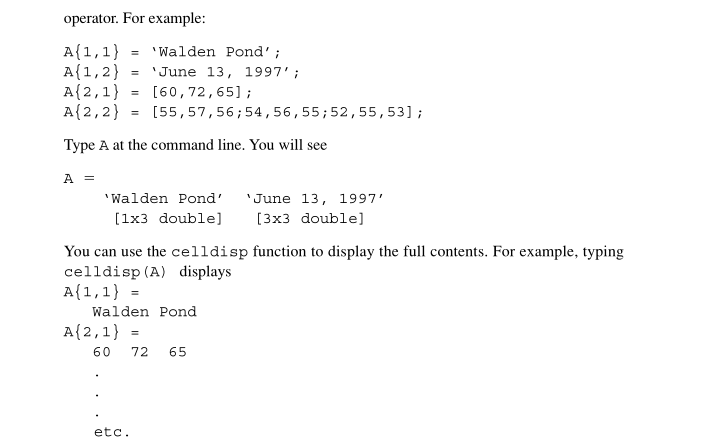 operator. For example:
A{1,1} = ‘Walden Pond’;
A{1,2} = ‘June 13, 1997’;
A{2,1} = [60,72,65];
A{2,2} = [55,57,56;54,56,55;52,55,53];
Type A at the command line. You will see
A =
‘Walden Pond’ ‘June 13, 1997’
[1x3 double] [3x3 double]
You can use the celldisp function to display the full contents. For example, typing
celldisp(A) displays
A{1,1} =
Walden Pond
A{2,1} =
60 72 65
.
.
.
etc.